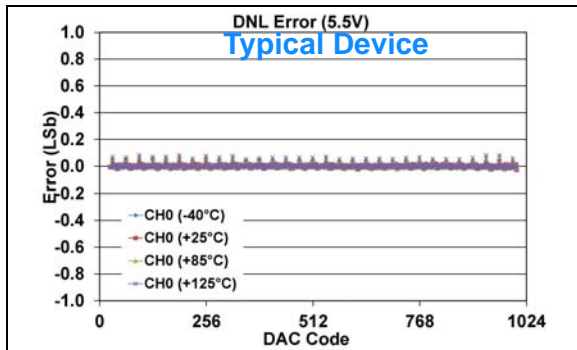 DNL Error (5.5V)
Typical Device
1.0
0.8
0.6
0.4
0.2
0.0
-0.2
-0.4
-0.6
-0.8
-1.0
Error (LSb)
CH0 (-40°C)
CH0 (+25°C)
CH0 (+85°C)
CH0 (+125°C)
0
256
512
768
1024
DAC Code